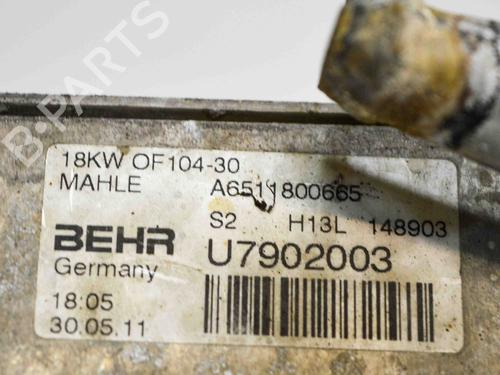 18KW OF104-30
MAHLE A6511800665
S2 H13L 148903
BEHR U7902003
Germany
18:05
30.05.11
B-PARTS